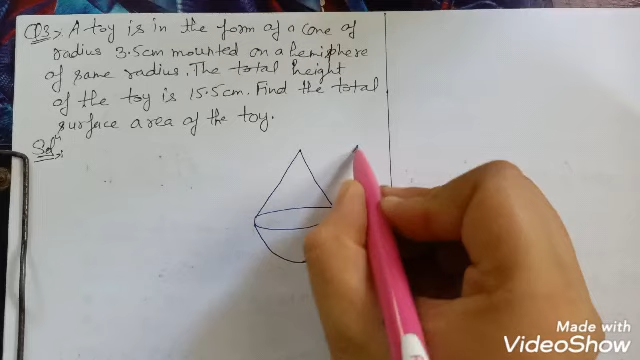 Q3→ A toy is in the form of a cone of
radius 3.5cm mounted on a hemisphere
of same radius. The total height
of the toy is 15.5cm. Find the total
surface area of the toy.
Solⁿ:
Made with
VideoShow